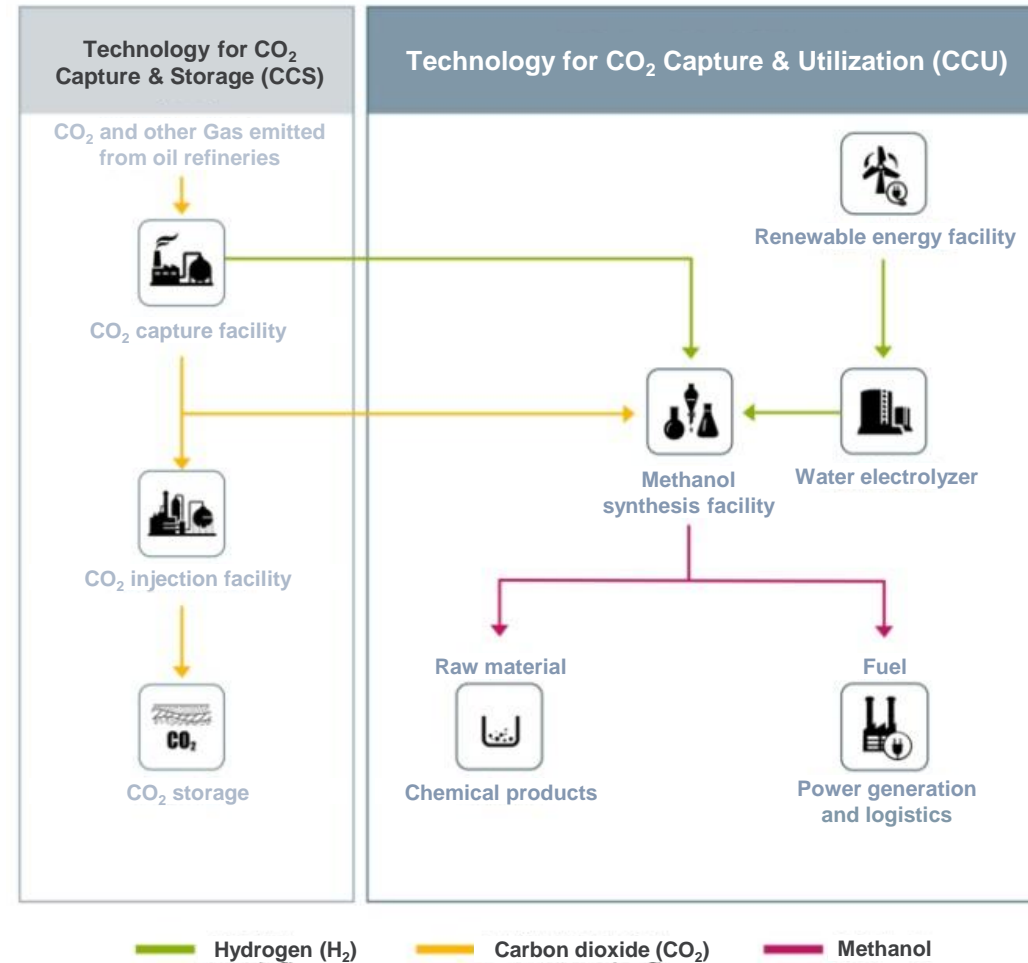 Technology for CO₂
Capture & Storage (CCS)
Technology for CO₂ Capture & Utilization (CCU)
CO₂ and other Gas emitted
from oil refineries
Renewable energy facility
CO₂ capture facility
Methanol
synthesis facility
Water electrolyzer
CO₂ injection facility
Raw material
Fuel
CO₂
CO₂ storage
Chemical products
Power generation
and logistics
Hydrogen (H₂)
Carbon dioxide (CO₂)
Methanol